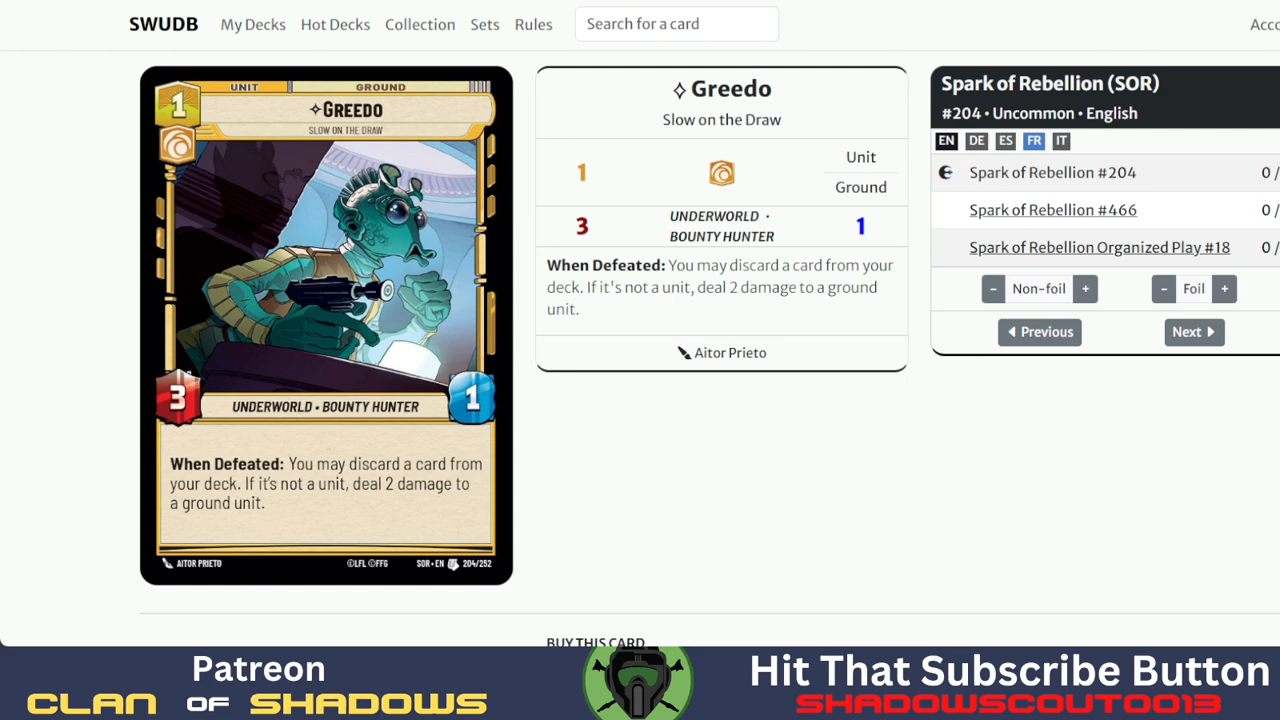 SWUDB
My Decks
Hot Decks
Collection
Sets
Rules
Search for a card
Acco
1
UNIT
GROUND
GREEDO
SLOW ON THE DRAW
3
UNDERWORLD • BOUNTY HUNTER
1
When Defeated: You may discard a card from
your deck. If it's not a unit, deal 2 damage to
a ground unit.
AITOR PRIETO
©LFL ©FFG
SOR • EN
204/252
Greedo
Slow on the Draw
1
Unit
Ground
3
UNDERWORLD ·
BOUNTY HUNTER
1
When Defeated: You may discard a card from your
deck. If it's not a unit, deal 2 damage to a ground
unit.
Aitor Prieto
Spark of Rebellion (SOR)
#204 • Uncommon • English
EN DE ES FR IT
Spark of Rebellion #204 0 /
Spark of Rebellion #466 0 /
Spark of Rebellion Organized Play #18 0 /
- Non-foil +
- Foil +
Previous
Next
BUY THIS CARD
Patreon
CLAN OF SHADOWS
Hit That Subscribe Button
SHADOWSCOUT0013